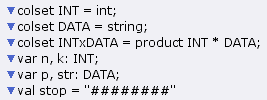 colset INT = int;
colset DATA = string;
colset INTxDATA = product INT * DATA;
var n, k: INT;
var p, str: DATA;
val stop = "########"